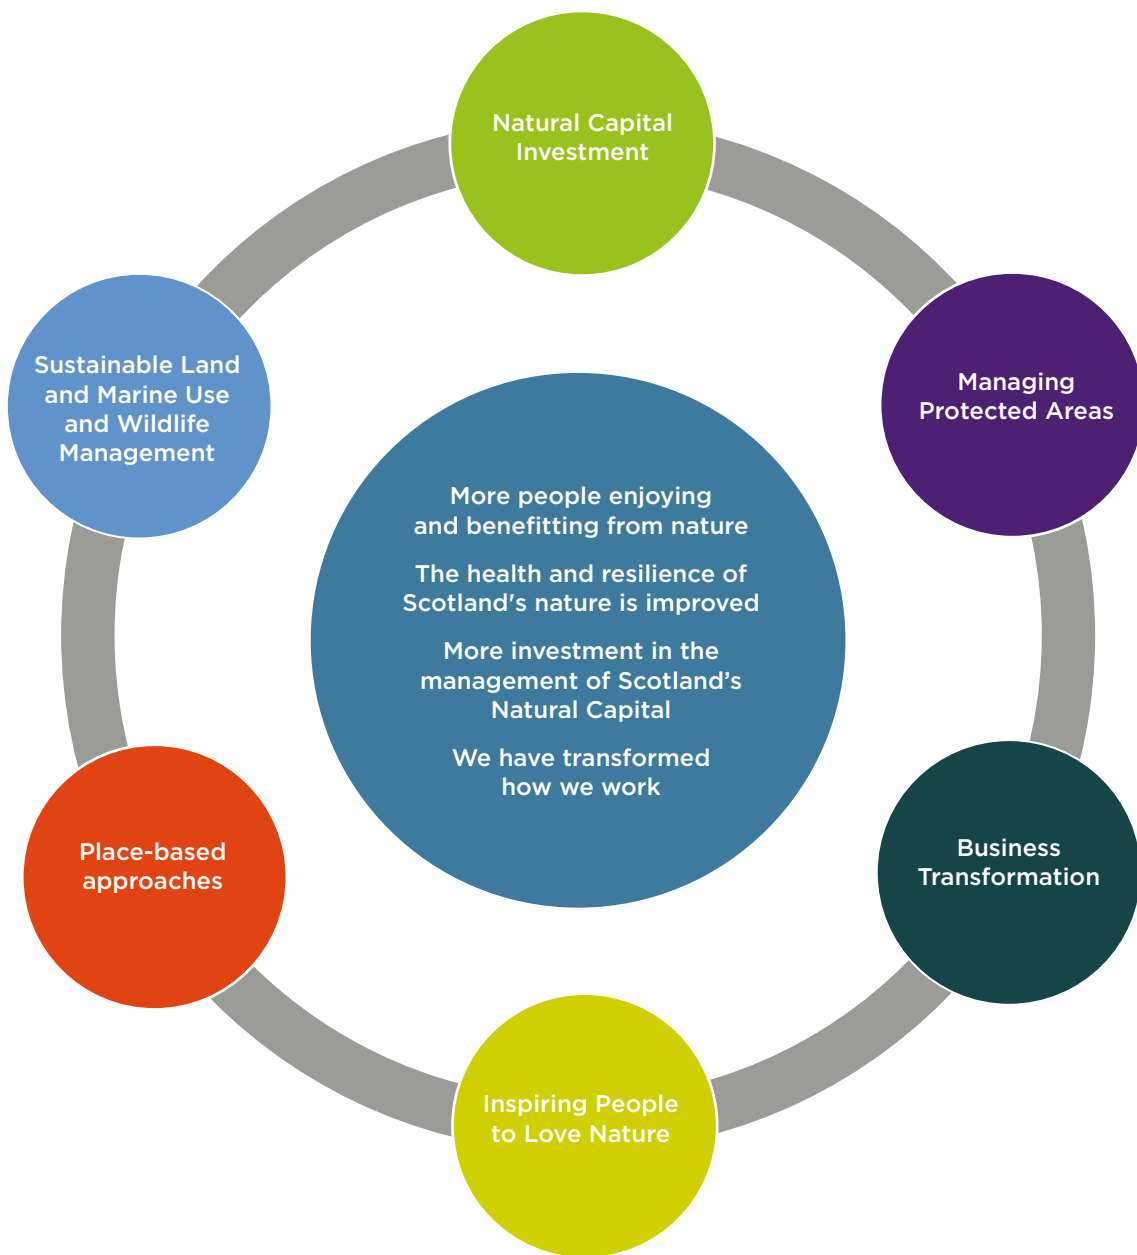 Natural Capital
Investment
Sustainable Land
and Marine Use
and Wildlife
Management
Managing
Protected Areas
More people enjoying
and benefitting from nature
The health and resilience of
Scotland's nature is improved
More investment in the
management of Scotland’s
Natural Capital
We have transformed
how we work
Place-based
approaches
Business
Transformation
Inspiring People
to Love Nature